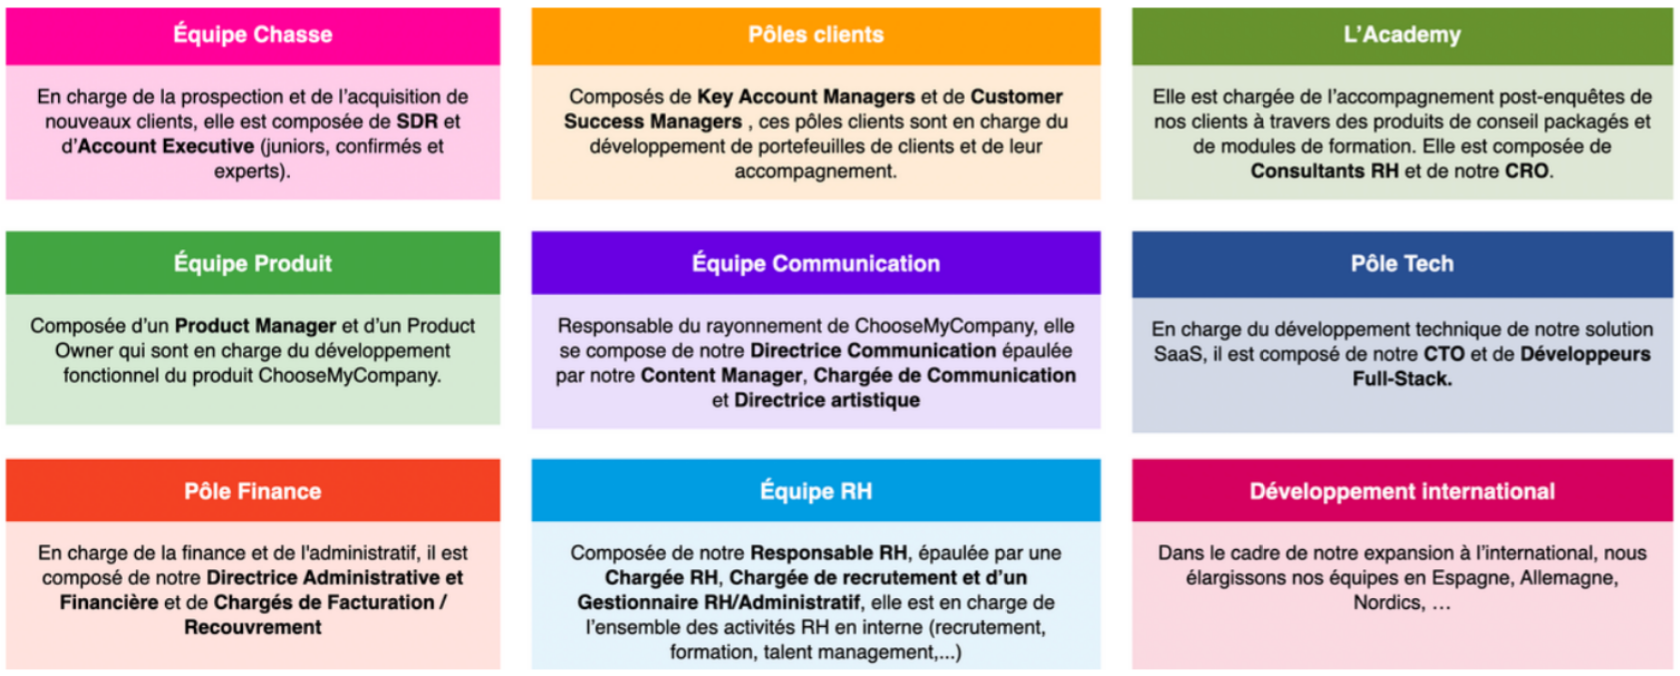 Équipe Chasse
En charge de la prospection et de l'acquisition de
nouveaux clients, elle est composée de SDR et
d'Account Executive (juniors, confirmés et
experts).
Pôles clients
Composés de Key Account Managers et de Customer
Success Managers , ces pôles clients sont en charge du
développement de portefeuilles de clients et de leur
accompagnement.
L'Academy
Elle est chargée de l'accompagnement post-enquêtes de
nos clients à travers des produits de conseil packagés et
de modules de formation. Elle est composée de
Consultants RH et de notre CRO.
Équipe Produit
Composée d'un Product Manager et d'un Product
Owner qui sont en charge du développement
fonctionnel du produit ChooseMyCompany.
Équipe Communication
Responsable du rayonnement de ChooseMyCompany, elle
se compose de notre Directrice Communication épaulée
par notre Content Manager, Chargée de Communication
et Directrice artistique
Pôle Tech
En charge du développement technique de notre solution
SaaS, il est composé de notre CTO et de Développeurs
Full-Stack.
Pôle Finance
En charge de la finance et de l'administratif, il est
composé de notre Directrice Administrative et
Financière et de Chargés de Facturation /
Recouvrement
Équipe RH
Composée de notre Responsable RH, épaulée par une
Chargée RH, Chargée de recrutement et d'un
Gestionnaire RH/Administratif, elle est en charge de
l'ensemble des activités RH en interne (recrutement,
formation, talent management,...)
Développement international
Dans le cadre de notre expansion à l'international, nous
élargissons nos équipes en Espagne, Allemagne,
Nordics, …